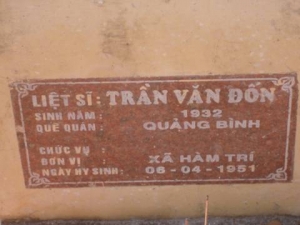 LIỆT SĨ : TRẦN VĂN ĐỐN
SINH NĂM : 1932
QUÊ QUÁN : QUẢNG BÌNH
CHỨC VỤ :
ĐƠN VỊ : XÃ HÀM TRÍ
NGÀY HY SINH : 06-04-1951